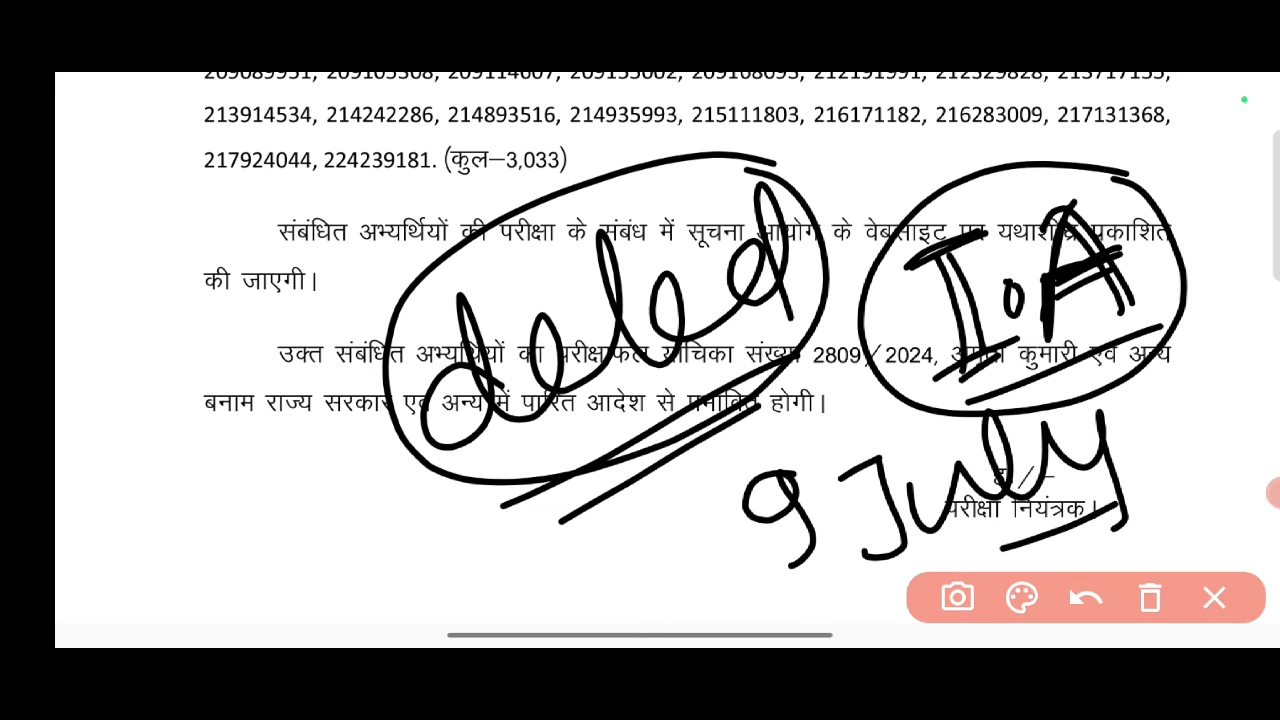 213914534, 214242286, 214893516, 214935993, 215111803, 216171182, 216283009, 217131368,
217924044, 224239181. (कुल–3,033)
संबंधित अभ्यर्थियों की परीक्षा के संबंध में सूचना आयोग के वेबसाइट पर यथाशीघ्र प्रकाशित
की जाएगी।
deled
I.A
उक्त संबंधित अभ्यर्थियों का परीक्षाफल याचिका संख्या 2809/2024, कुमारी एवं अन्य
बनाम राज्य सरकार एवं अन्य में पारित आदेश से प्रभावित होगी।
9 July
ह०/–
परीक्षा नियंत्रक।